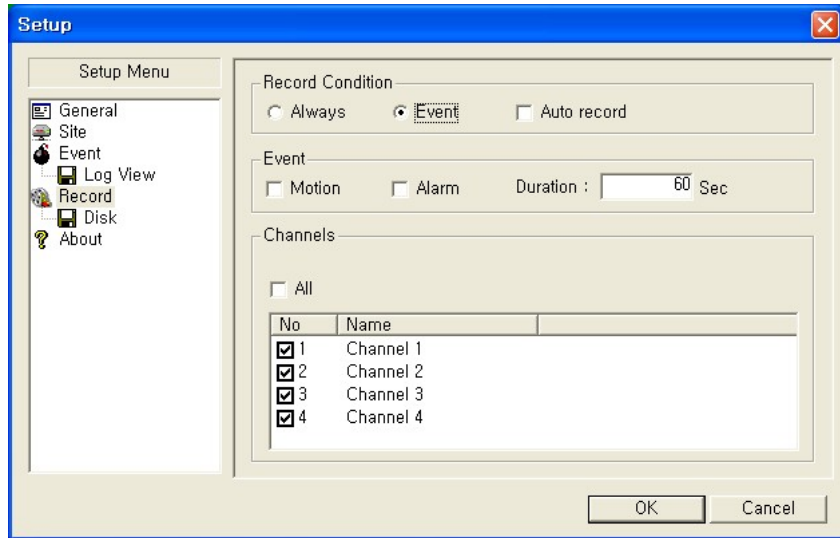 Setup
Setup Menu
General
Site
Event
Log View
Record
Disk
About
Record Condition
Always Event Auto record
Event
Motion Alarm Duration : 60 Sec
Channels
All
No Name
1 Channel 1
2 Channel 2
3 Channel 3
4 Channel 4
OK Cancel